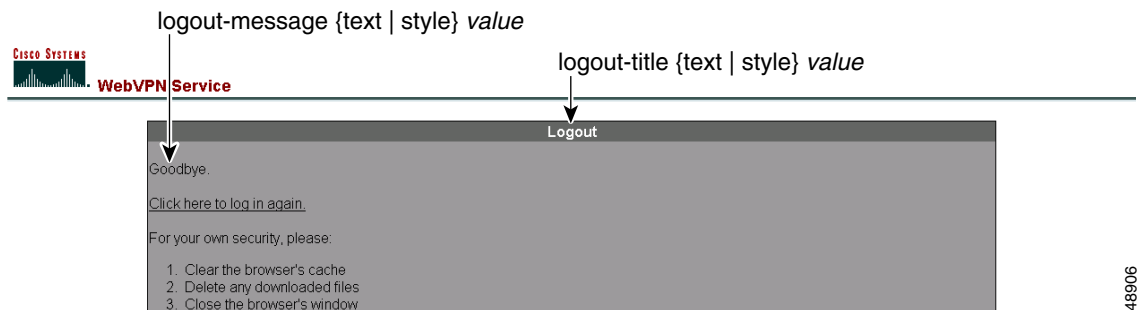 logout-message {text | style} value
CISCO SYSTEMS
logout-title {text | style} value
WebVPN Service
Logout
Goodbye.
Click here to log in again.
For your own security, please:
1. Clear the browser's cache
2. Delete any downloaded files
3. Close the browser's window
48906